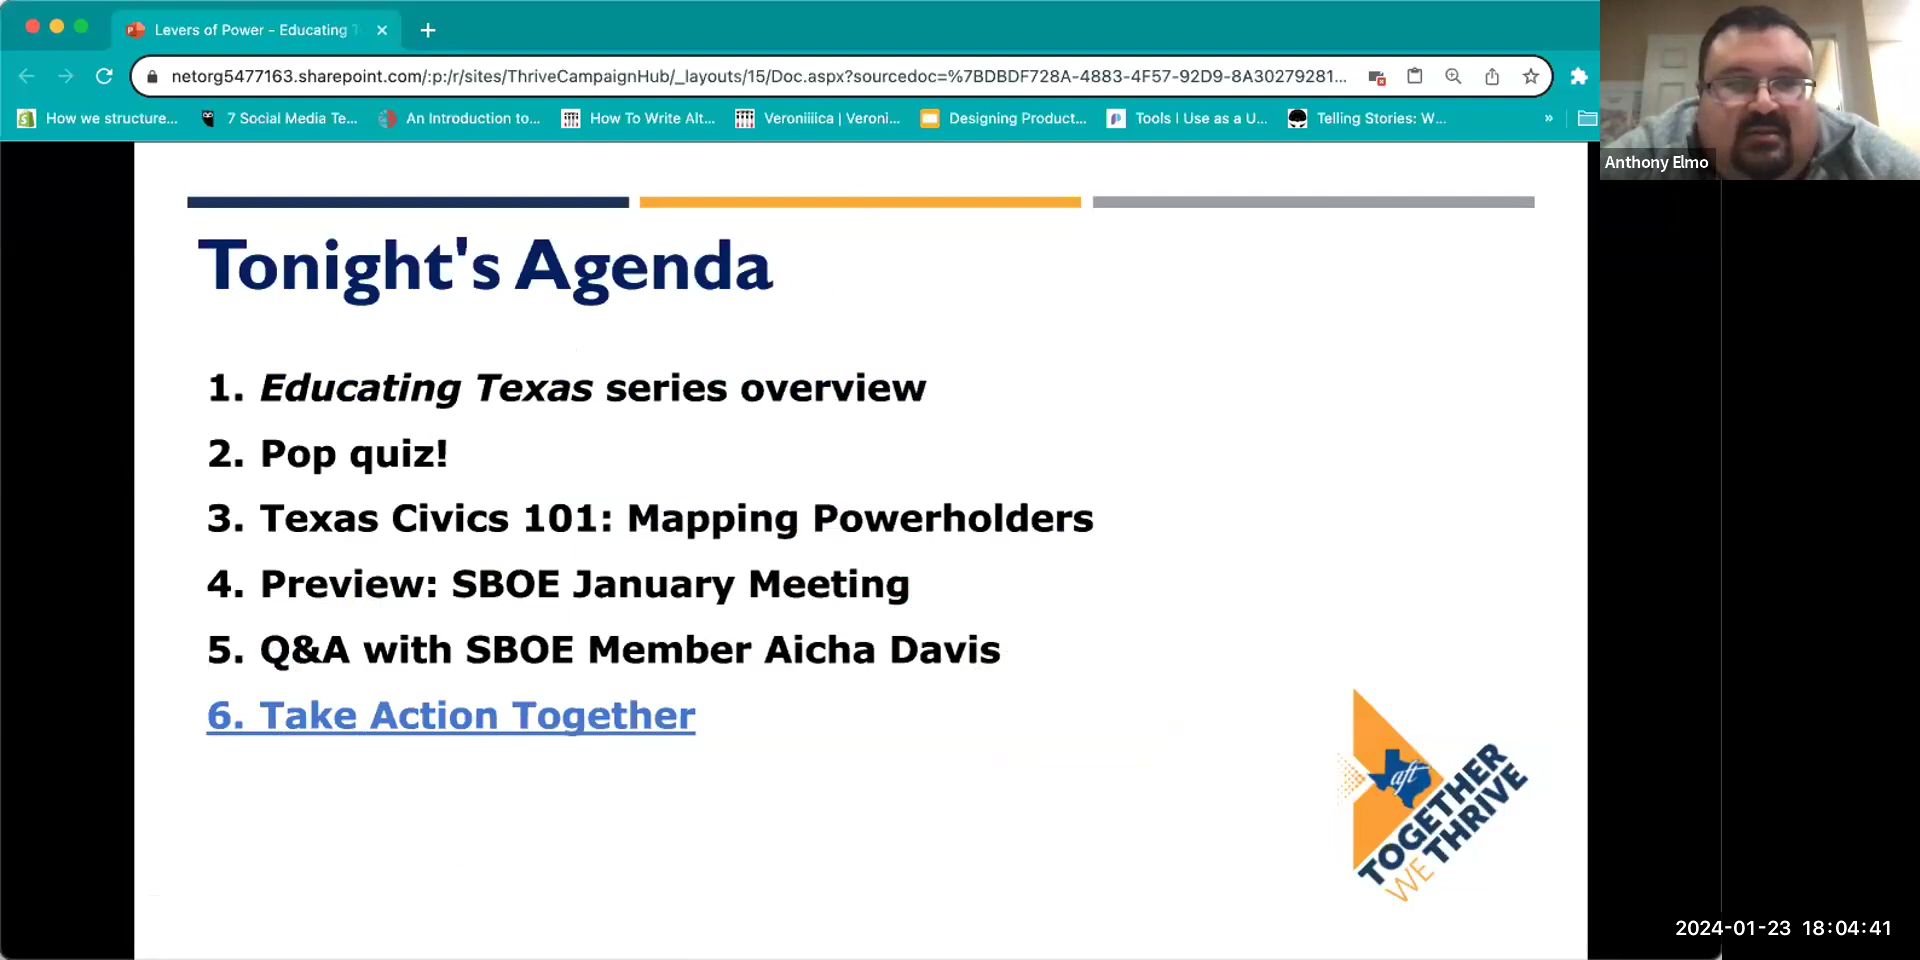 Levers of Power - Educating T
netorg5477163.sharepoint.com/:p:/r/sites/ThriveCampaignHub/_layouts/15/Doc.aspx?sourcedoc=%7BDBDF728A-4883-4F57-92D9-8A30279281...
How we structure... 7 Social Media Te... An Introduction to... How To Write Alt... Veroniiiica | Veroni... Designing Product... Tools I Use as a U... Telling Stories: W... »
Anthony Elmo
Tonight's Agenda
1. Educating Texas series overview
2. Pop quiz!
3. Texas Civics 101: Mapping Powerholders
4. Preview: SBOE January Meeting
5. Q&A with SBOE Member Aicha Davis
6. Take Action Together
aft
TOGETHER
WE THRIVE
2024-01-23 18:04:41